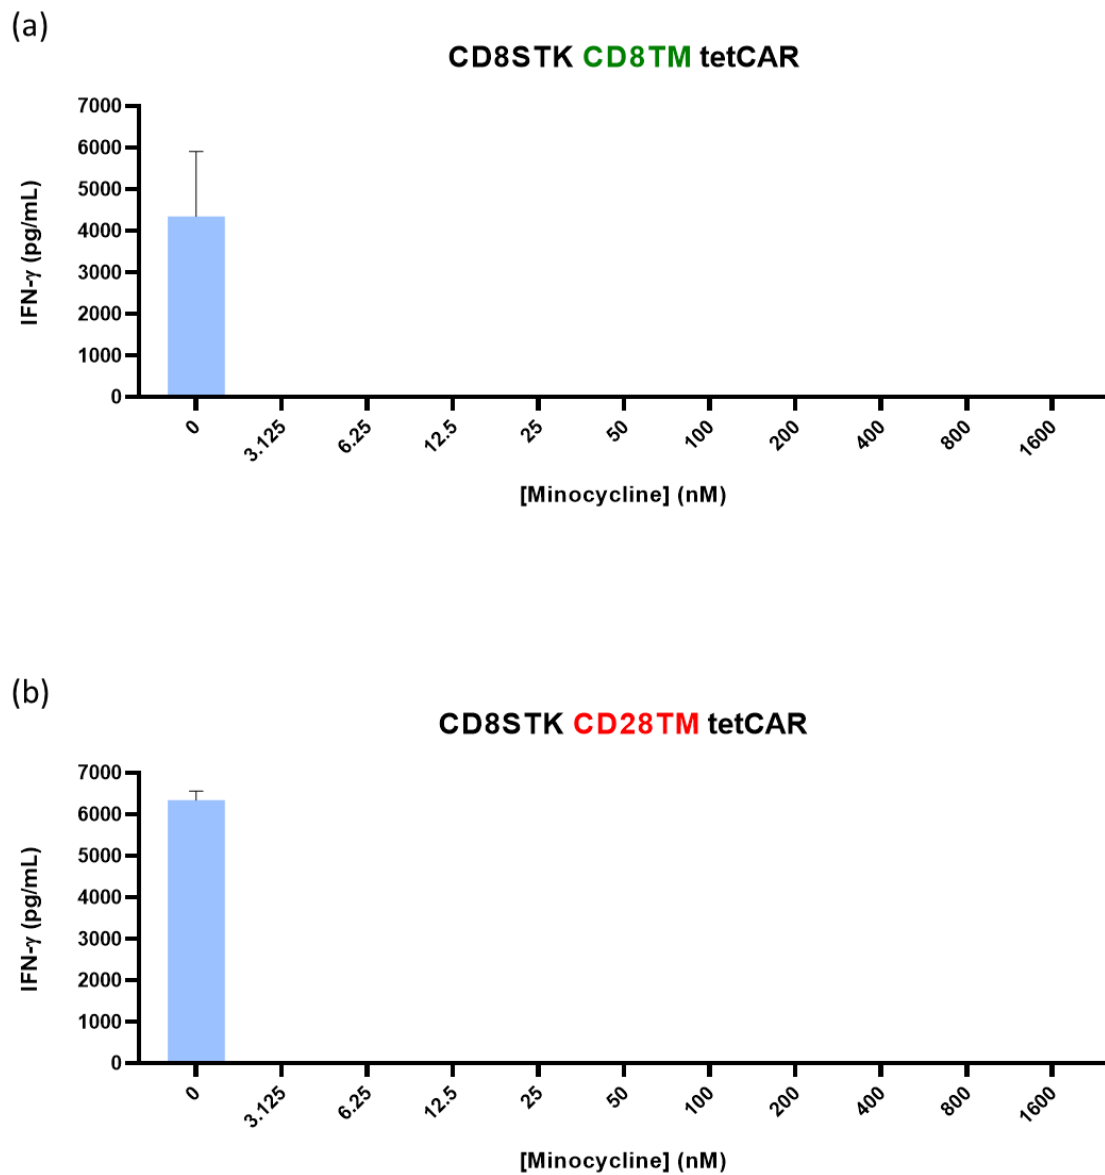 (a)
CD8STK CD8TM tetCAR
7000
6000
5000
4000
3000
2000
1000
0
IFN-γ (pg/mL)
0 3.125 6.25 12.5 25 50 100 200 400 800 1600
[Minocycline] (nM)
(b)
CD8STK CD28TM tetCAR
7000
6000
5000
4000
3000
2000
1000
0
IFN-γ (pg/mL)
0 3.125 6.25 12.5 25 50 100 200 400 800 1600
[Minocycline] (nM)